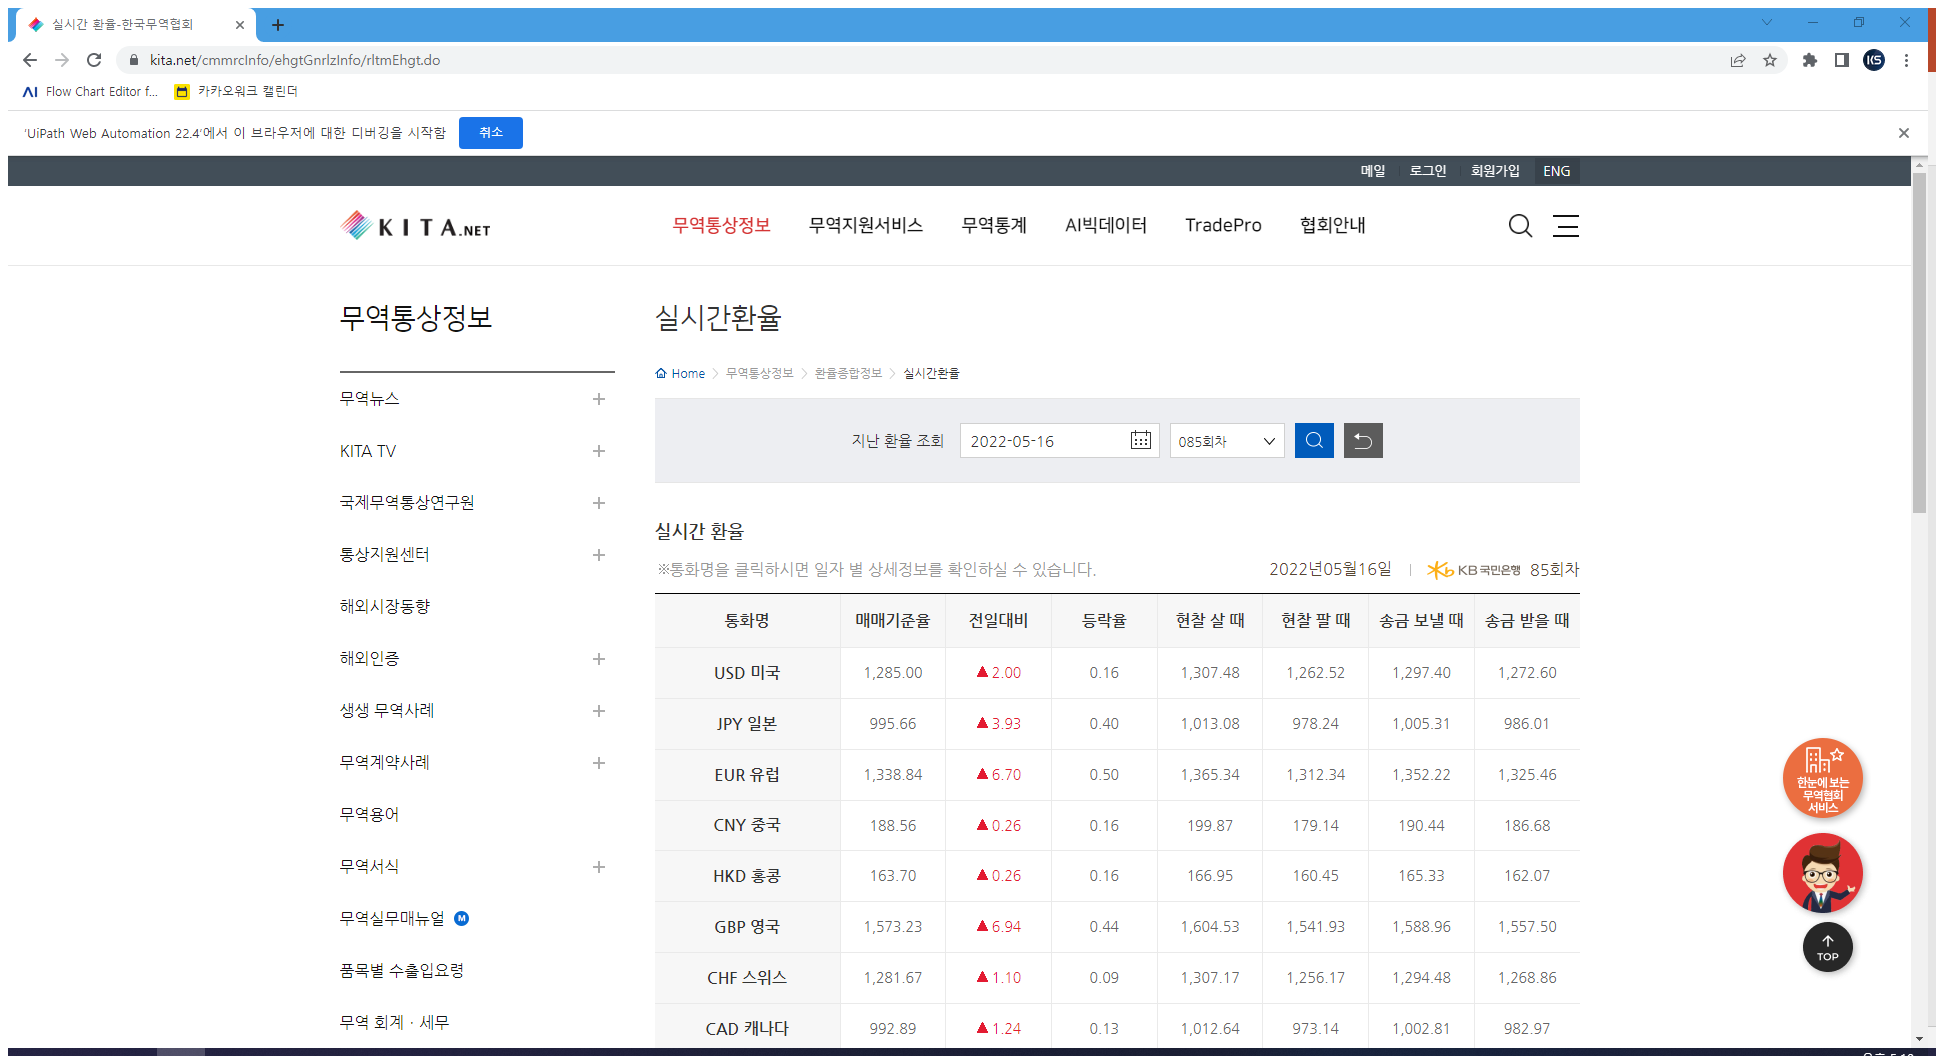 실시간 환율-한국무역협회
kita.net/cmmrcInfo/ehgtGnrlzInfo/rltmEhgt.do
KS
Flow Chart Editor f...
카카오워크 캘린더
'UiPath Web Automation 22.4'에서 이 브라우저에 대한 디버깅을 시작함 취소
메일 로그인 회원가입 ENG
KITA.NET
무역통상정보 무역지원서비스 무역통계 AI빅데이터 TradePro 협회안내
무역통상정보
무역뉴스
KITA TV
국제무역통상연구원
통상지원센터
해외시장동향
해외인증
생생 무역사례
무역계약사례
무역용어
무역서식
무역실무매뉴얼 M
품목별 수출입요령
무역 회계 · 세무
실시간환율
Home 무역통상정보 환율종합정보 실시간환율
지난 환율 조회 2022-05-16 085회차
실시간 환율
※통화명을 클릭하시면 일자 별 상세정보를 확인하실 수 있습니다.
2022년05월16일 KB국민은행 85회차
통화명 매매기준율 전일대비 등락율 현찰 살 때 현찰 팔 때 송금 보낼 때 송금 받을 때
USD 미국 1,285.00 ▲2.00 0.16 1,307.48 1,262.52 1,297.40 1,272.60
JPY 일본 995.66 ▲3.93 0.40 1,013.08 978.24 1,005.31 986.01
EUR 유럽 1,338.84 ▲6.70 0.50 1,365.34 1,312.34 1,352.22 1,325.46
CNY 중국 188.56 ▲0.26 0.16 199.87 179.14 190.44 186.68
HKD 홍콩 163.70 ▲0.26 0.16 166.95 160.45 165.33 162.07
GBP 영국 1,573.23 ▲6.94 0.44 1,604.53 1,541.93 1,588.96 1,557.50
CHF 스위스 1,281.67 ▲1.10 0.09 1,307.17 1,256.17 1,294.48 1,268.86
CAD 캐나다 992.89 ▲1.24 0.13 1,012.64 973.14 1,002.81 982.97
한눈에 보는
무역협회
서비스
TOP